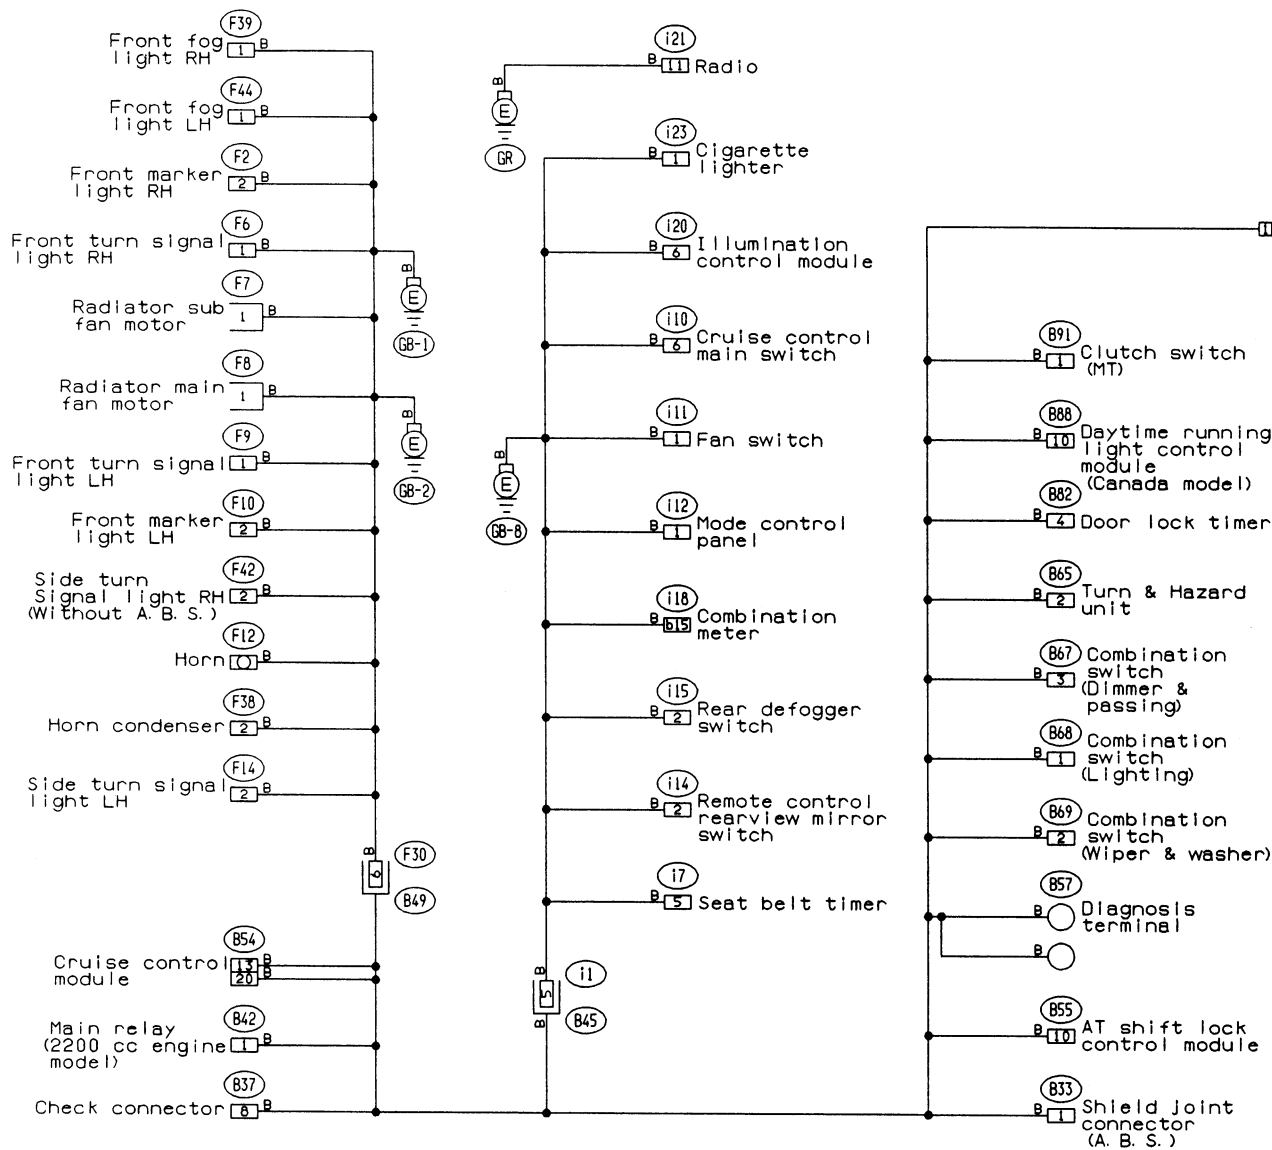 F39
Front fog
light RH
1
B
F44
Front fog
light LH
1
B
F2
Front marker
light RH
2
B
F6
Front turn signal
light RH
1
B
B
E
GB-1
F7
Radiator sub
fan motor
1
B
F8
Radiator main
fan motor
1
B
B
E
GB-2
F9
Front turn signal
light LH
1
B
F10
Front marker
light LH
2
B
F42
Side turn
Signal light RH
(Without A. B. S.)
2
B
F12
Horn
B
F38
Horn condenser
2
B
F14
Side turn signal
light LH
2
B
B
6
F30
B49
B54
Cruise control
module
13
B
20
B
B42
Main relay
(2200 cc engine
model)
1
B
B37
Check connector
8
B
i21
B
11
Radio
B
E
GR
i23
B
1
Cigarette
lighter
i20
B
6
Illumination
control module
i10
B
6
Cruise control
main switch
i11
B
1
Fan switch
B
E
GB-8
i12
B
1
Mode control
panel
i18
B
b15
Combination
meter
i15
B
2
Rear defogger
switch
i14
B
2
Remote control
rearview mirror
switch
i7
B
5
Seat belt timer
B
5
B
i1
B45
1
B91
B
1
Clutch switch
(MT)
B88
B
10
Daytime running
light control
module
(Canada model)
B82
B
4
Door lock timer
B65
B
2
Turn & Hazard
unit
B67
B
3
Combination
switch
(Dimmer &
passing)
B68
B
1
Combination
switch
(Lighting)
B69
B
2
Combination
switch
(Wiper & washer)
B57
B
Diagnosis
terminal
B
B55
B
10
AT shift lock
control module
B33
B
1
Shield joint
connector
(A. B. S.)